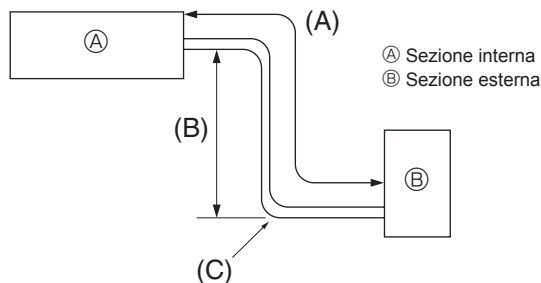 (A)
Ⓐ
Ⓐ Sezione interna
Ⓑ Sezione esterna
(B)
Ⓑ
(C)